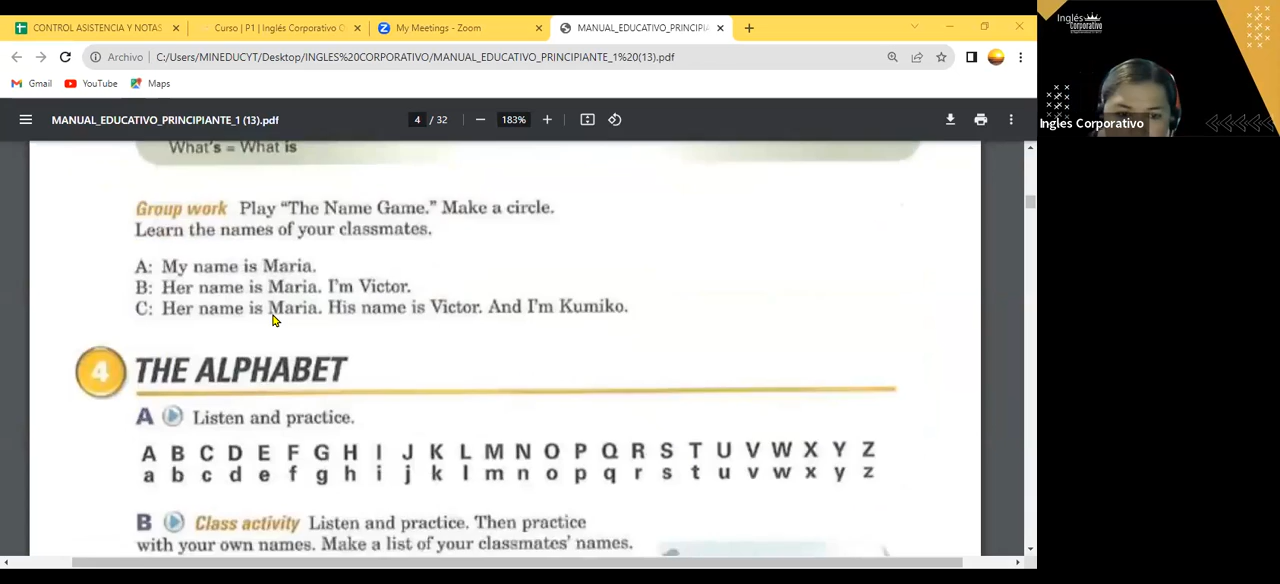 CONTROL ASISTENCIA Y NOTAS
Curso | P1 | Inglés Corporativo
My Meetings - Zoom
MANUAL_EDUCATIVO_PRINCIPIA
Archivo
C:/Users/MINEDUCYT/Desktop/INGLES%20CORPORATIVO/MANUAL_EDUCATIVO_PRINCIPIANTE_1%20(13).pdf
Gmail
YouTube
Maps
MANUAL_EDUCATIVO_PRINCIPIANTE_1 (13).pdf
4 / 32
183%
Inglés
Corporativo
Ingles Corporativo
What's = What is
Group work Play “The Name Game.” Make a circle.
Learn the names of your classmates.
A: My name is Maria.
B: Her name is Maria. I'm Victor.
C: Her name is Maria. His name is Victor. And I'm Kumiko.
4 THE ALPHABET
A Listen and practice.
A B C D E F G H I J K L M N O P Q R S T U V W X Y Z
a b c d e f g h i j k l m n o p q r s t u v w x y z
B Class activity Listen and practice. Then practice
with your own names. Make a list of your classmates' names.